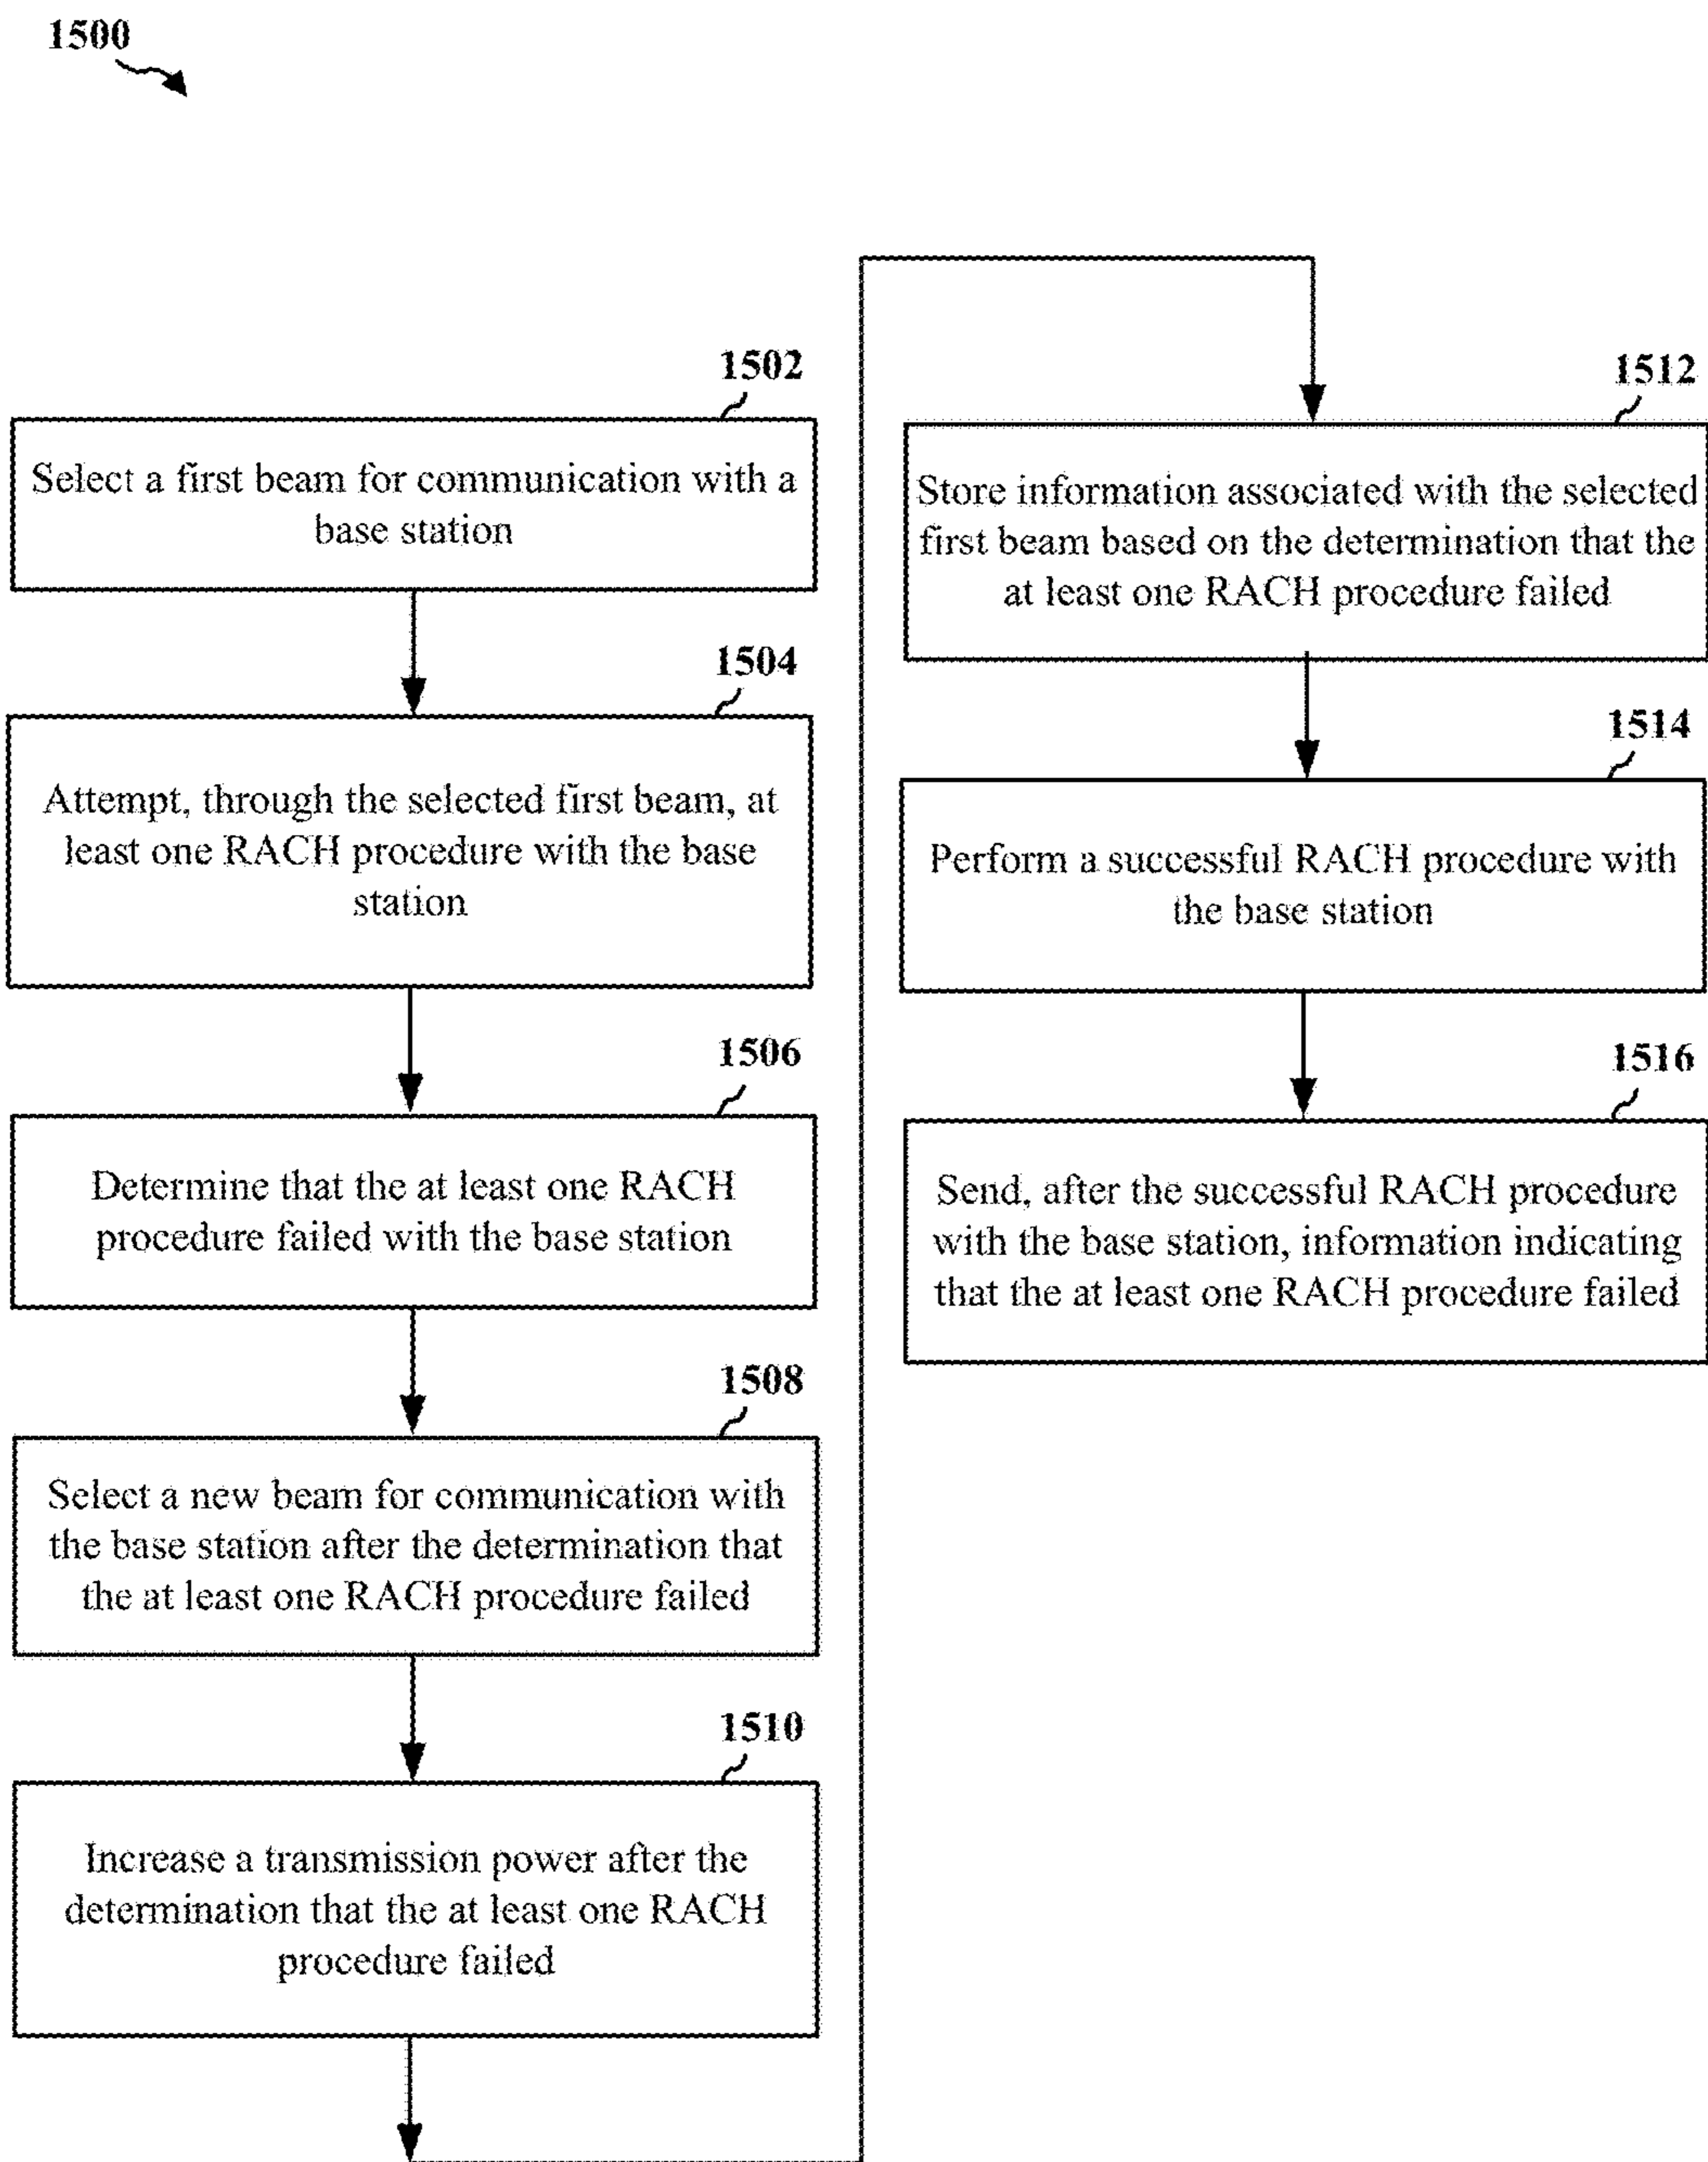 1500
1502
Select a first beam for communication with a
base station
1504
Attempt, through the selected first beam, at
least one RACH procedure with the base
station
1506
Determine that the at least one RACH
procedure failed with the base station
1508
Select a new beam for communication with
the base station after the determination that
the at least one RACH procedure failed
1510
Increase a transmission power after the
determination that the at least one RACH
procedure failed
1512
Store information associated with the selected
first beam based on the determination that the
at least one RACH procedure failed
1514
Perform a successful RACH procedure with
the base station
1516
Send, after the successful RACH procedure
with the base station, information indicating
that the at least one RACH procedure failed